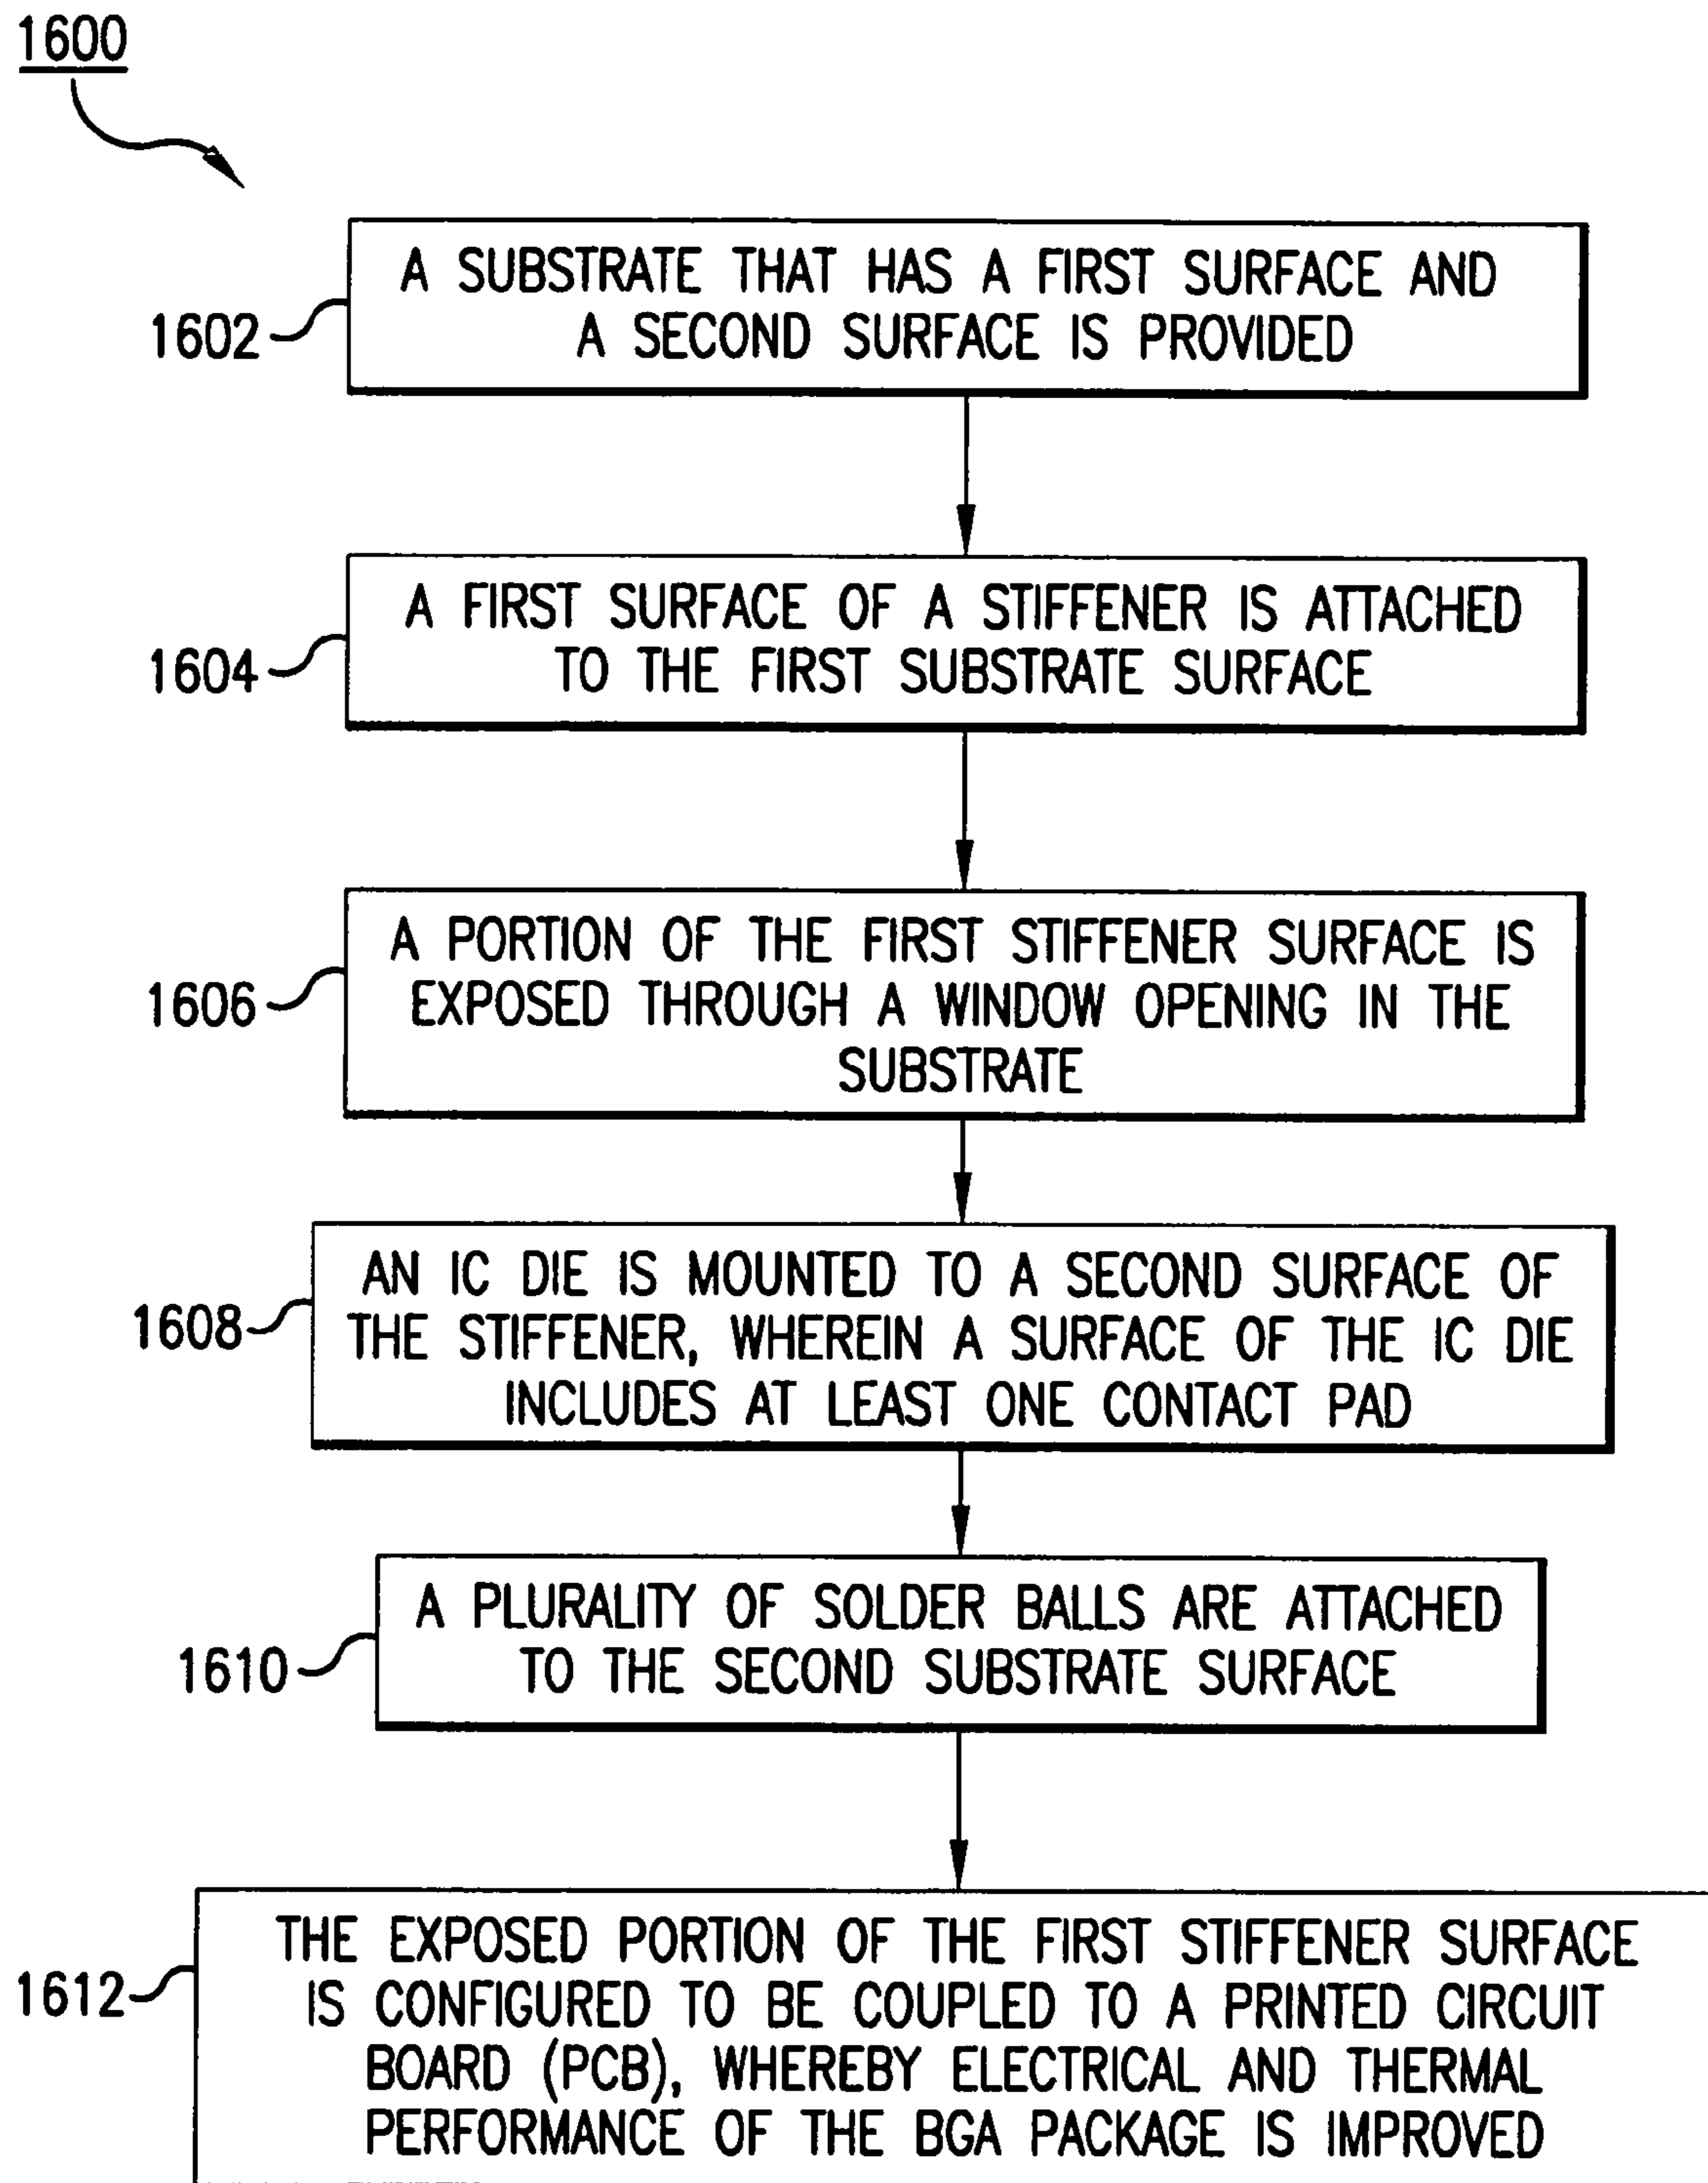 1600
A SUBSTRATE THAT HAS A FIRST SURFACE AND
A SECOND SURFACE IS PROVIDED
1602
A FIRST SURFACE OF A STIFFENER IS ATTACHED
TO THE FIRST SUBSTRATE SURFACE
1604
A PORTION OF THE FIRST STIFFENER SURFACE IS
EXPOSED THROUGH A WINDOW OPENING IN THE
SUBSTRATE
1606
AN IC DIE IS MOUNTED TO A SECOND SURFACE OF
THE STIFFENER, WHEREIN A SURFACE OF THE IC DIE
INCLUDES AT LEAST ONE CONTACT PAD
1608
A PLURALITY OF SOLDER BALLS ARE ATTACHED
TO THE SECOND SUBSTRATE SURFACE
1610
THE EXPOSED PORTION OF THE FIRST STIFFENER SURFACE
IS CONFIGURED TO BE COUPLED TO A PRINTED CIRCUIT
BOARD (PCB), WHEREBY ELECTRICAL AND THERMAL
PERFORMANCE OF THE BGA PACKAGE IS IMPROVED
1612